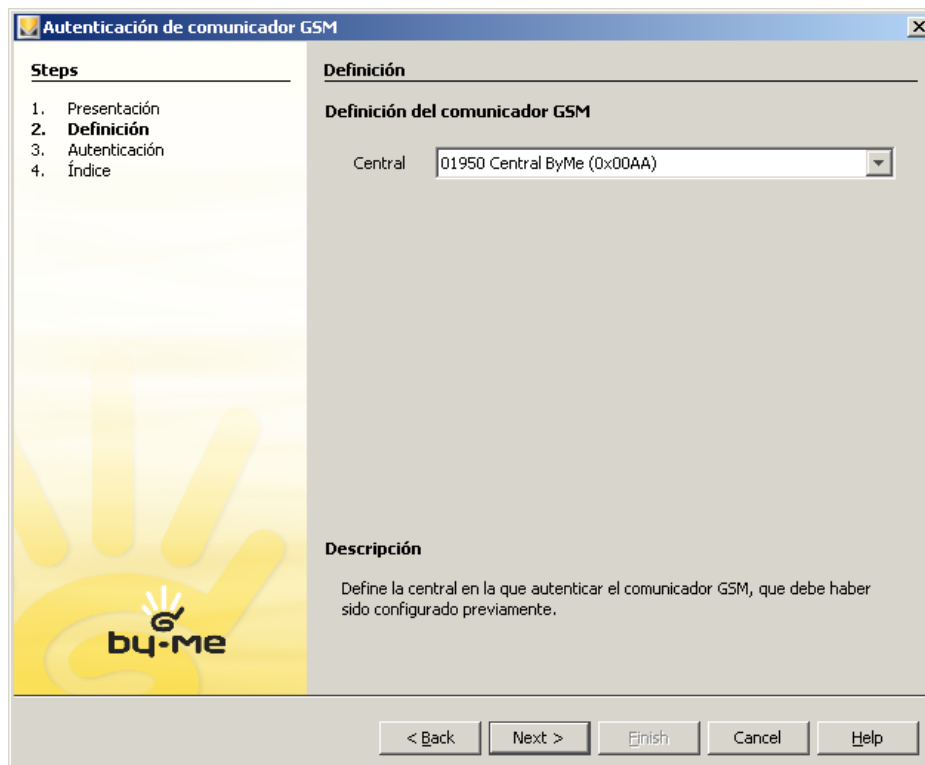 Autenticación de comunicador GSM
Steps
1. Presentación
2. Definición
3. Autenticación
4. Índice
by-me
Definición
Definición del comunicador GSM
Central 01950 Central ByMe (0x00AA)
Descripción
Define la central en la que autenticar el comunicador GSM, que debe haber
sido configurado previamente.
< Back Next > Finish Cancel Help